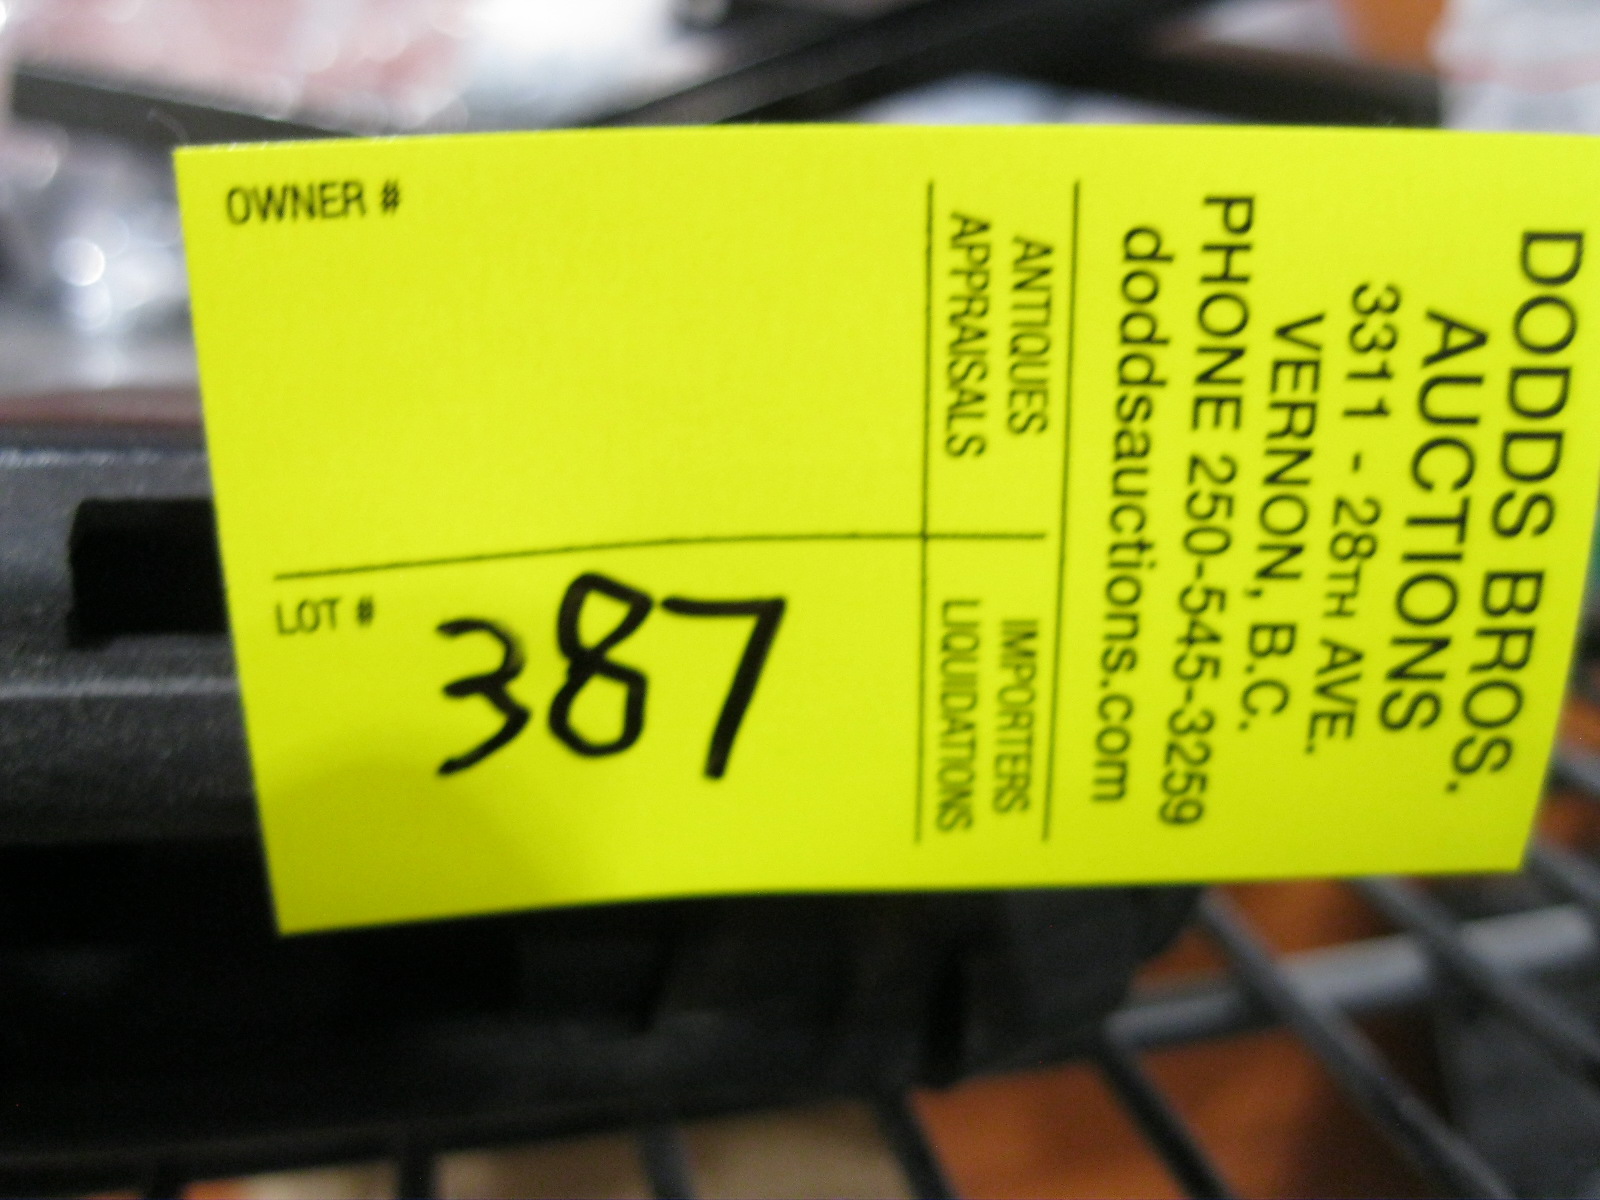 DODDS BROS.
AUCTIONS
3311 - 28TH AVE.
VERNON, B.C.
PHONE 250-545-3259
doddsauctions.com
ANTIQUES
APPRAISALS
IMPORTERS
LIQUIDATIONS
OWNER #
LOT #
387